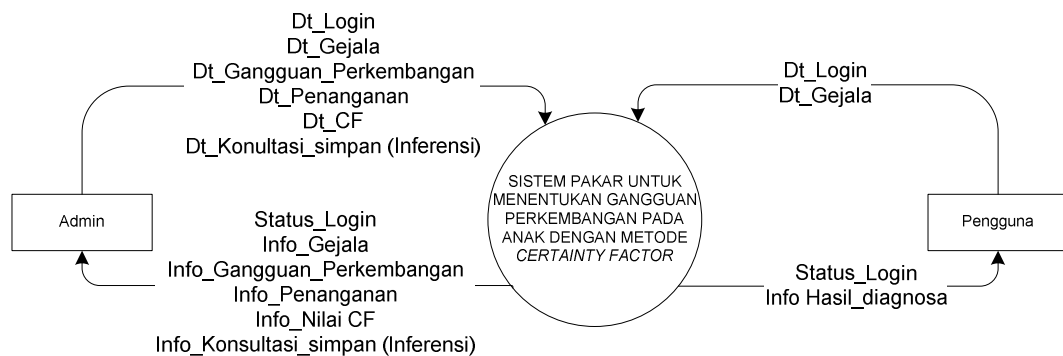 Dt_Login
Dt_Gejala
Dt_Gangguan_Perkembangan
Dt_Penanganan
Dt_CF
Dt_Konultasi_simpan (Inferensi)
Dt_Login
Dt_Gejala
Admin
SISTEM PAKAR UNTUK
MENENTUKAN GANGGUAN
PERKEMBANGAN PADA
ANAK DENGAN METODE
CERTAINTY FACTOR
Pengguna
Status_Login
Info_Gejala
Info_Gangguan_Perkembangan
Info_Penanganan
Info_Nilai CF
Info_Konsultasi_simpan (Inferensi)
Status_Login
Info Hasil_diagnosa